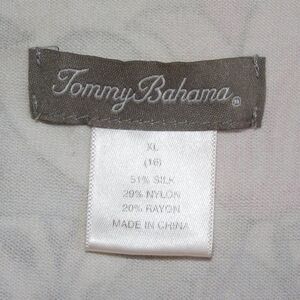 Tommy Bahama®
XL
(16)
51% SILK
29% NYLON
20% RAYON
MADE IN CHINA